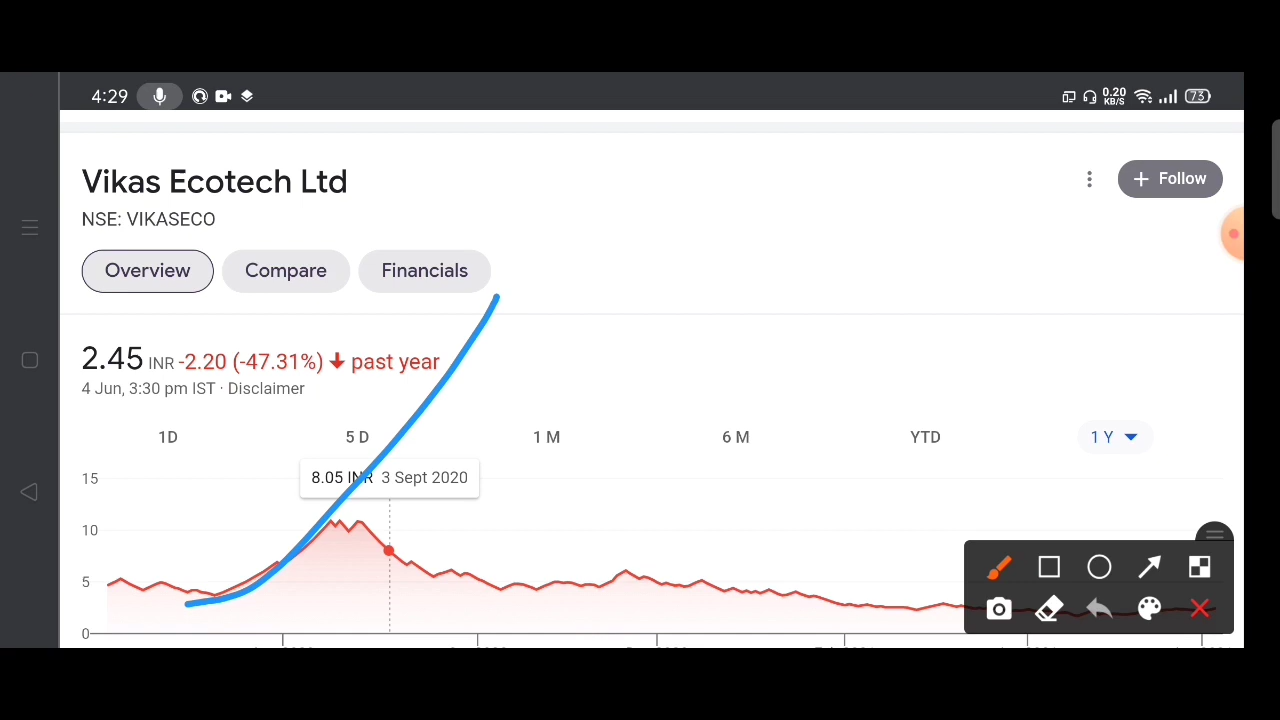 4:29
0.20
KB/S
73
Vikas Ecotech Ltd
+ Follow
NSE: VIKASECO
Overview Compare Financials
2.45 INR -2.20 (-47.31%) past year
4 Jun, 3:30 pm IST · Disclaimer
1D 5 D 1 M 6 M YTD 1 Y
8.05 INR 3 Sept 2020
15
10
5
0